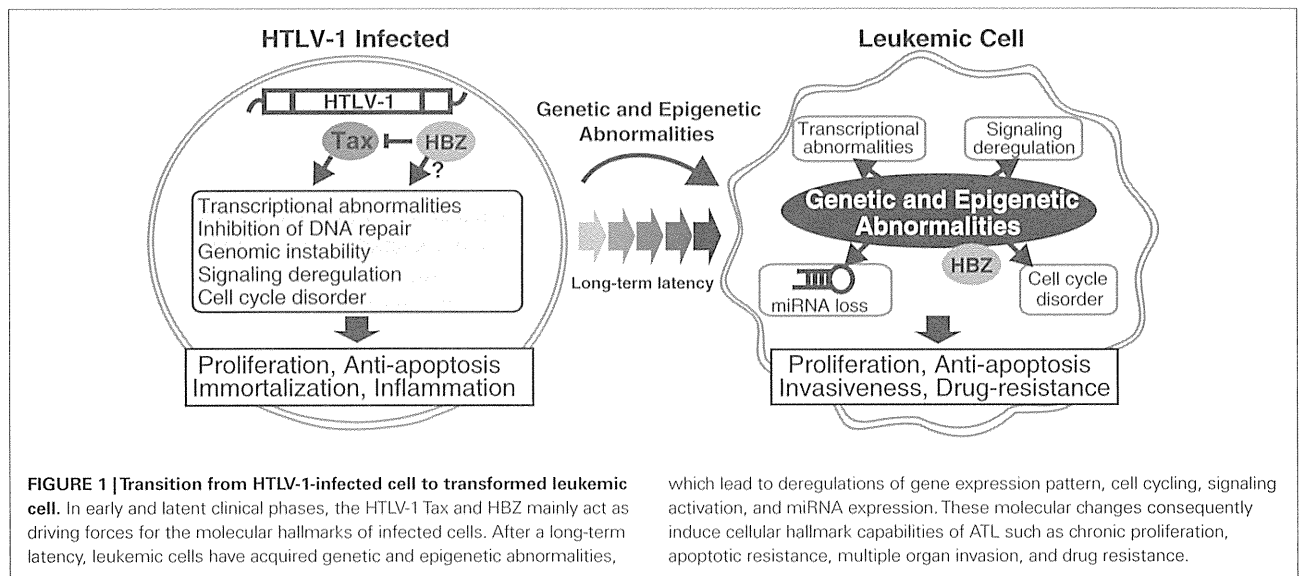 HTLV-1 Infected
HTLV-1
Tax
HBZ
?
Transcriptional abnormalities
Inhibition of DNA repair
Genomic instability
Signaling deregulation
Cell cycle disorder
Proliferation, Anti-apoptosis
Immortalization, Inflammation
Genetic and Epigenetic
Abnormalities
Long-term latency
Leukemic Cell
Transcriptional
abnormalities
Signaling
deregulation
Genetic and Epigenetic
Abnormalities
HBZ
miRNA loss
Cell cycle
disorder
Proliferation, Anti-apoptosis
Invasiveness, Drug-resistance
FIGURE 1 | Transition from HTLV-1-infected cell to transformed leukemic
cell. In early and latent clinical phases, the HTLV-1 Tax and HBZ mainly act as
driving forces for the molecular hallmarks of infected cells. After a long-term
latency, leukemic cells have acquired genetic and epigenetic abnormalities,
which lead to deregulations of gene expression pattern, cell cycling, signaling
activation, and miRNA expression. These molecular changes consequently
induce cellular hallmark capabilities of ATL such as chronic proliferation,
apoptotic resistance, multiple organ invasion, and drug resistance.